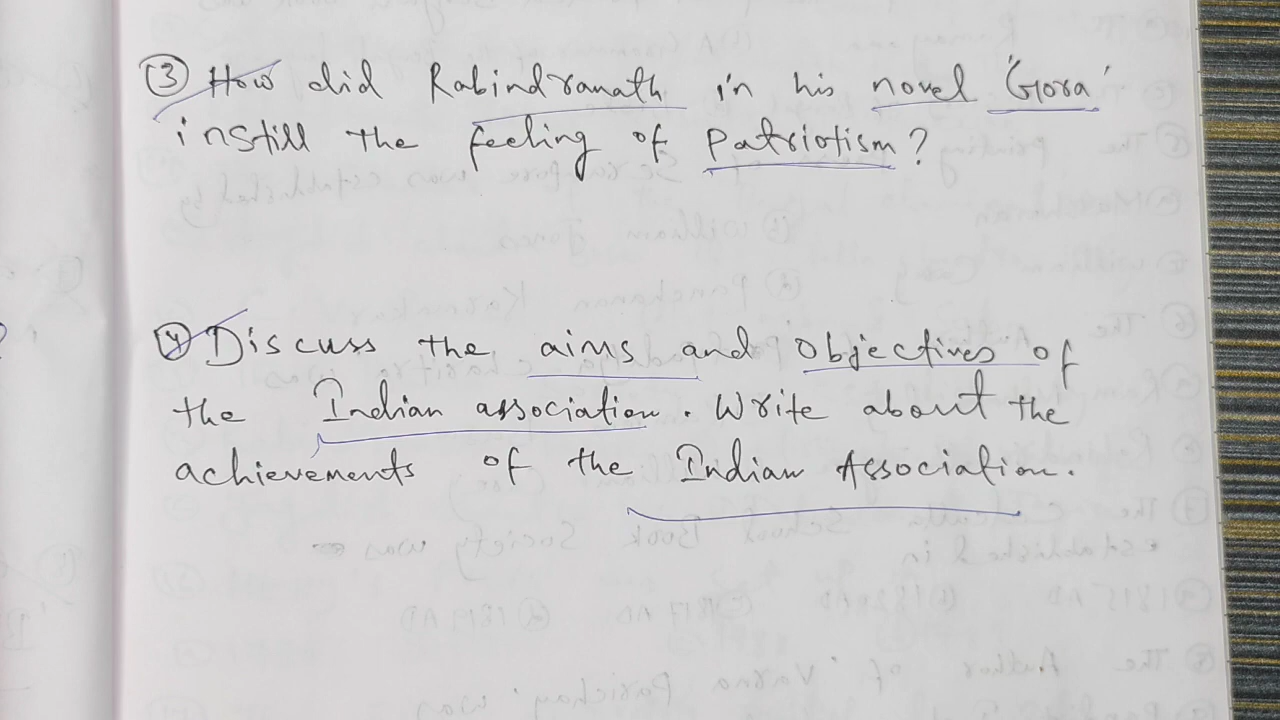 ③ How did Rabindranath in his novel 'Gora'
instill the feeling of Patriotism?
④ Discuss the aims and objectives of
the Indian association. Write about the
achievements of the Indian Association.